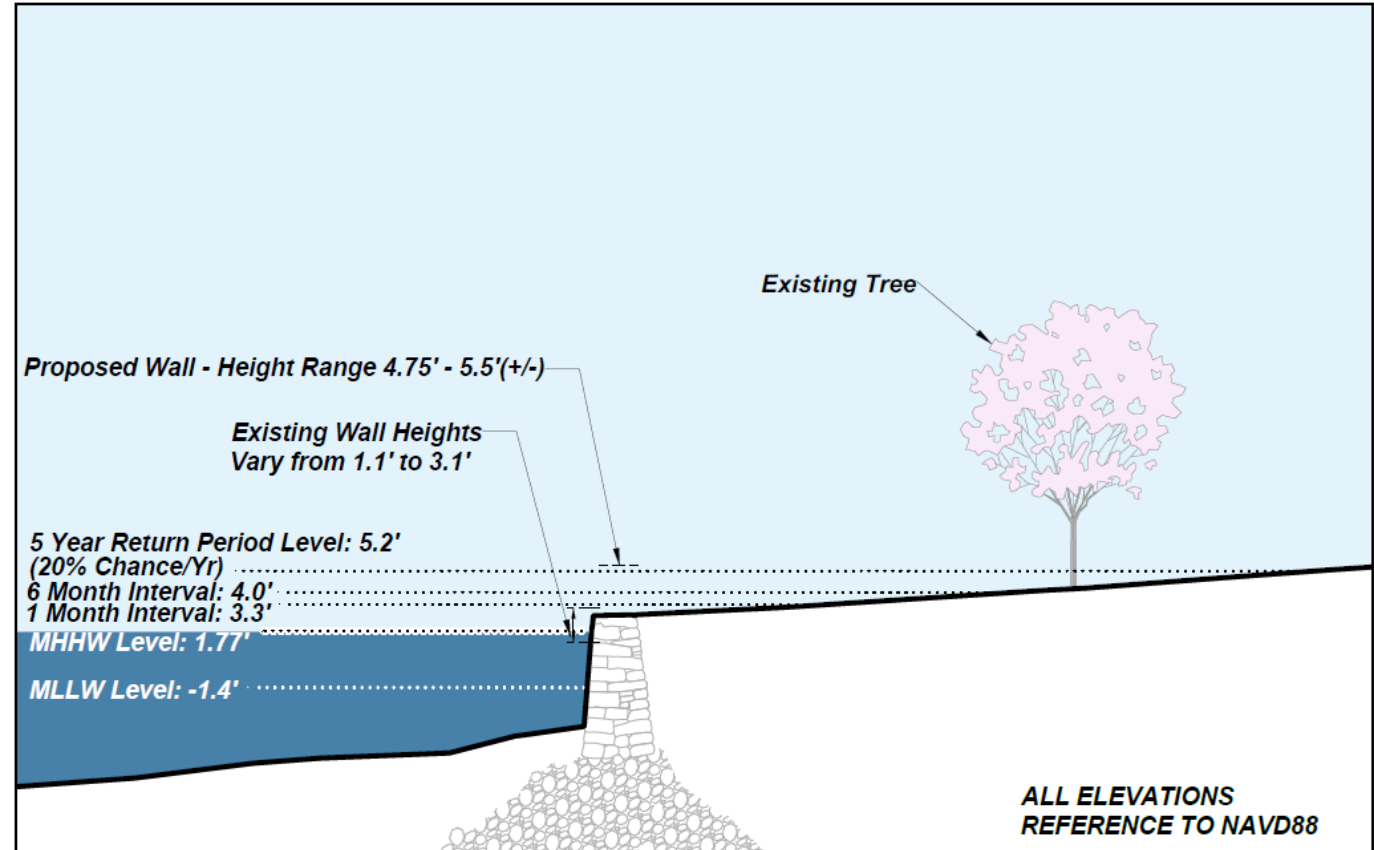 Existing Tree
Proposed Wall - Height Range 4.75' - 5.5'(+/-)
Existing Wall Heights
Vary from 1.1' to 3.1'
5 Year Return Period Level: 5.2'
(20% Chance/Yr)
6 Month Interval: 4.0'
1 Month Interval: 3.3'
MHHW Level: 1.77'
MLLW Level: -1.4'
ALL ELEVATIONS
REFERENCE TO NAVD88